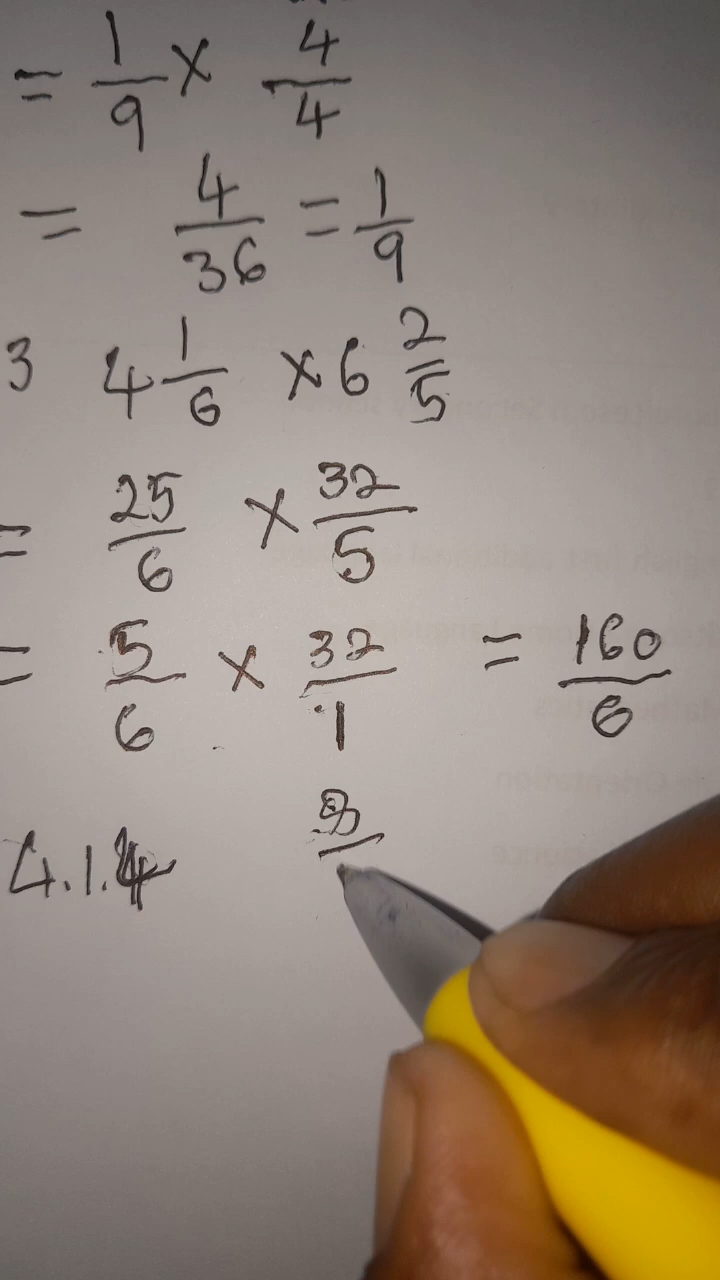 = 1/9 × 4/4
= 4/36 = 1/9
3 4 1/6 × 6 2/5
= 25/6 × 32/5
= 5/6 × 32/1 = 160/6
4.1.4